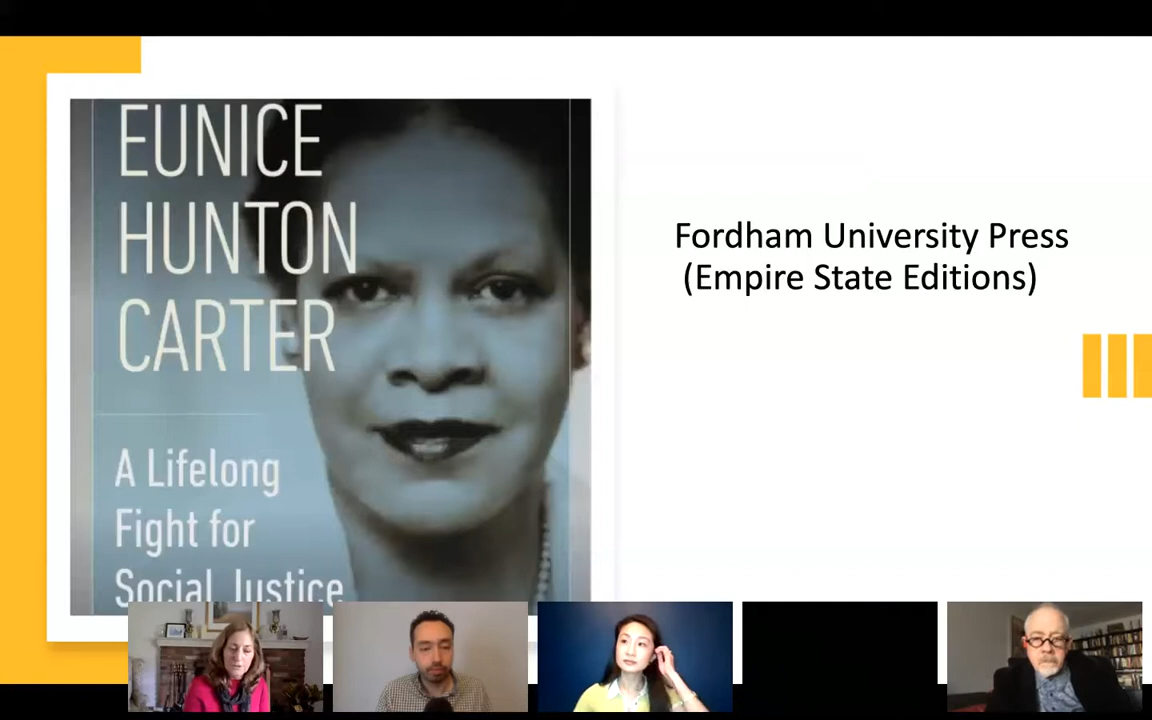 EUNICE
HUNTON
CARTER
A Lifelong
Fight for
Social Justice
Fordham University Press
(Empire State Editions)